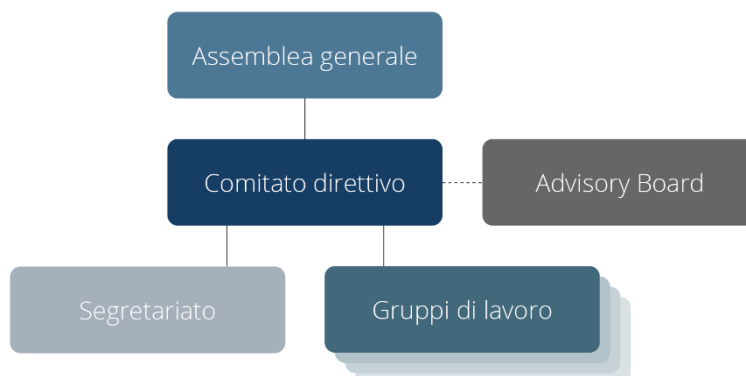 Assemblea generale
Comitato direttivo
Advisory Board
Segretariato
Gruppi di lavoro